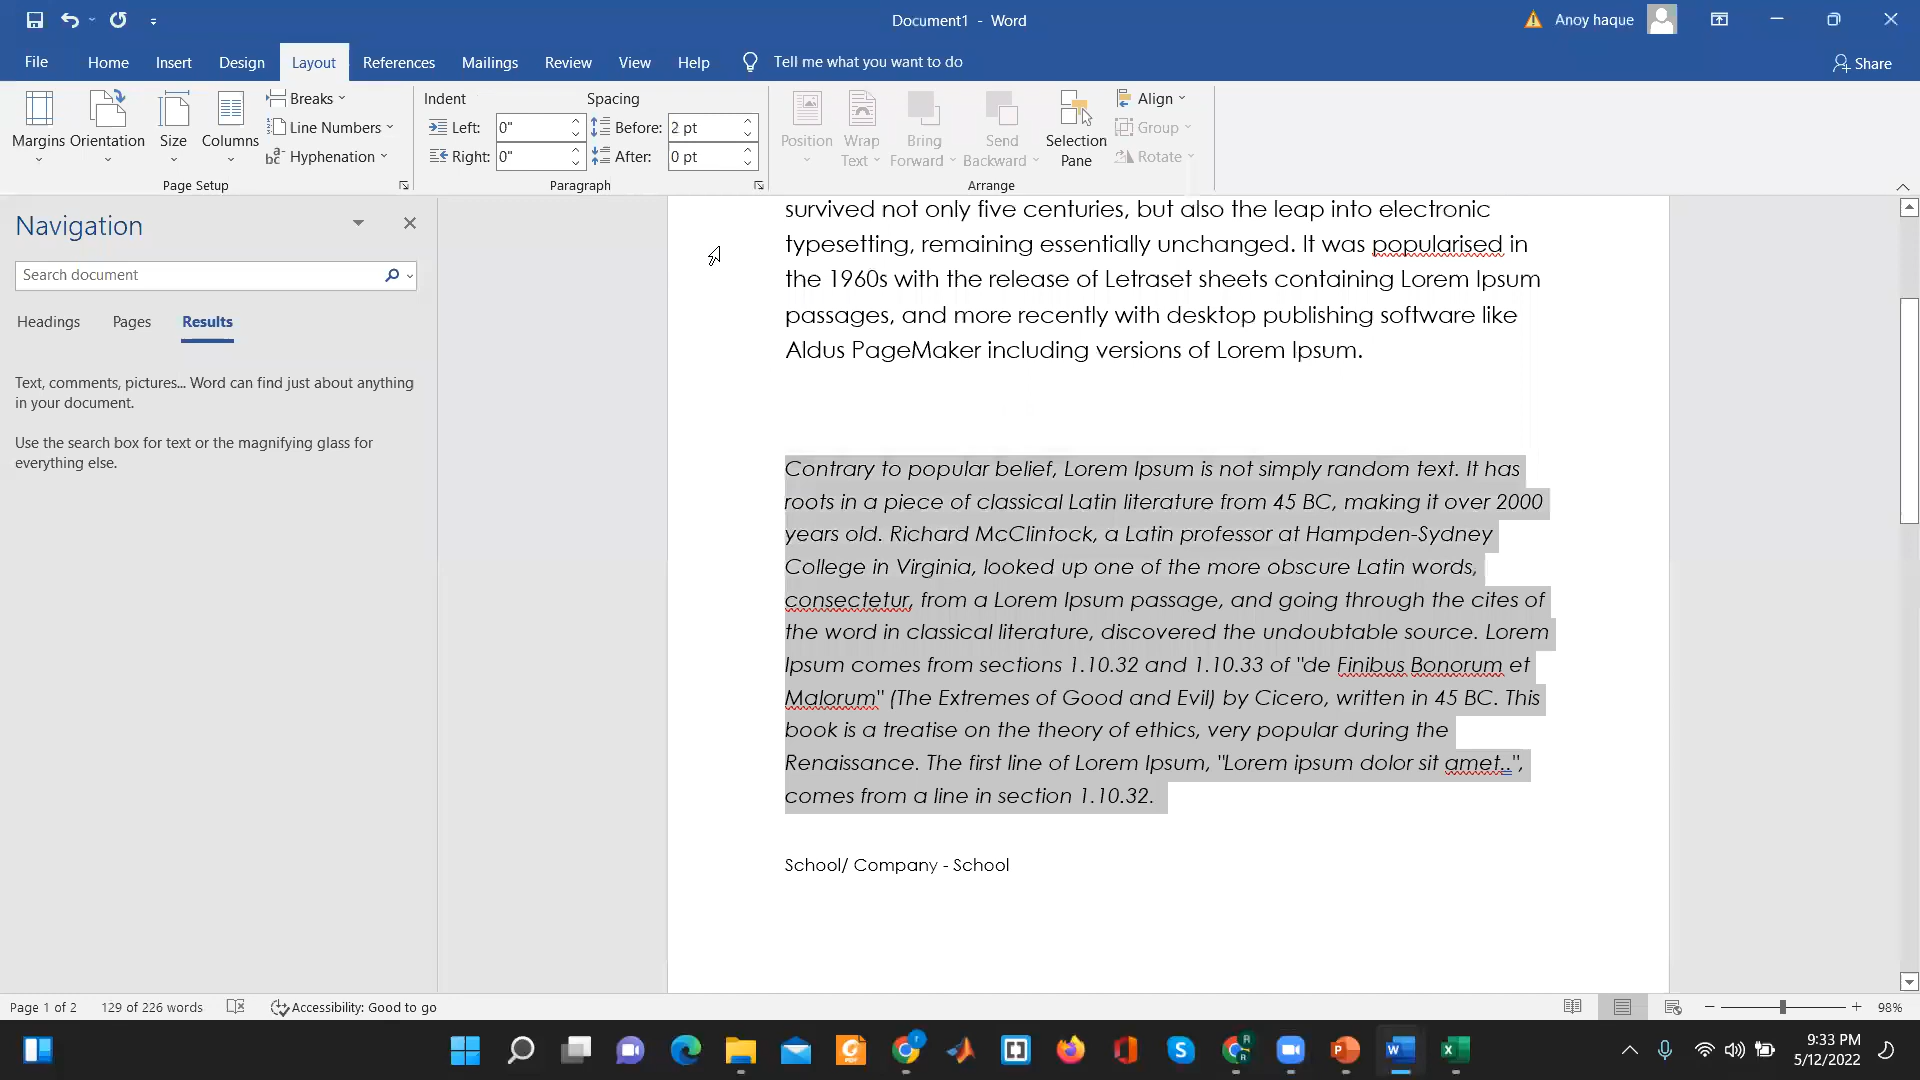 Document1 - Word
Anoy haque
File
Home
Insert
Design
Layout
References
Mailings
Review
View
Help
Tell me what you want to do
Share
Margins
Orientation
Size
Columns
Breaks
Line Numbers
Hyphenation
Page Setup
Indent
Left: 0"
Right: 0"
Spacing
Before: 2 pt
After: 0 pt
Paragraph
Position
Wrap
Text
Bring
Forward
Send
Backward
Selection
Pane
Align
Group
Rotate
Arrange
Navigation
Search document
Headings
Pages
Results
Text, comments, pictures... Word can find just about anything
in your document.
Use the search box for text or the magnifying glass for
everything else.
survived not only five centuries, but also the leap into electronic
typesetting, remaining essentially unchanged. It was popularised in
the 1960s with the release of Letraset sheets containing Lorem Ipsum
passages, and more recently with desktop publishing software like
Aldus PageMaker including versions of Lorem Ipsum.
Contrary to popular belief, Lorem Ipsum is not simply random text. It has
roots in a piece of classical Latin literature from 45 BC, making it over 2000
years old. Richard McClintock, a Latin professor at Hampden-Sydney
College in Virginia, looked up one of the more obscure Latin words,
consectetur, from a Lorem Ipsum passage, and going through the cites of
the word in classical literature, discovered the undoubtable source. Lorem
Ipsum comes from sections 1.10.32 and 1.10.33 of "de Finibus Bonorum et
Malorum" (The Extremes of Good and Evil) by Cicero, written in 45 BC. This
book is a treatise on the theory of ethics, very popular during the
Renaissance. The first line of Lorem Ipsum, "Lorem ipsum dolor sit amet..",
comes from a line in section 1.10.32.
School/ Company - School
Page 1 of 2
129 of 226 words
Accessibility: Good to go
98%
9:33 PM
5/12/2022